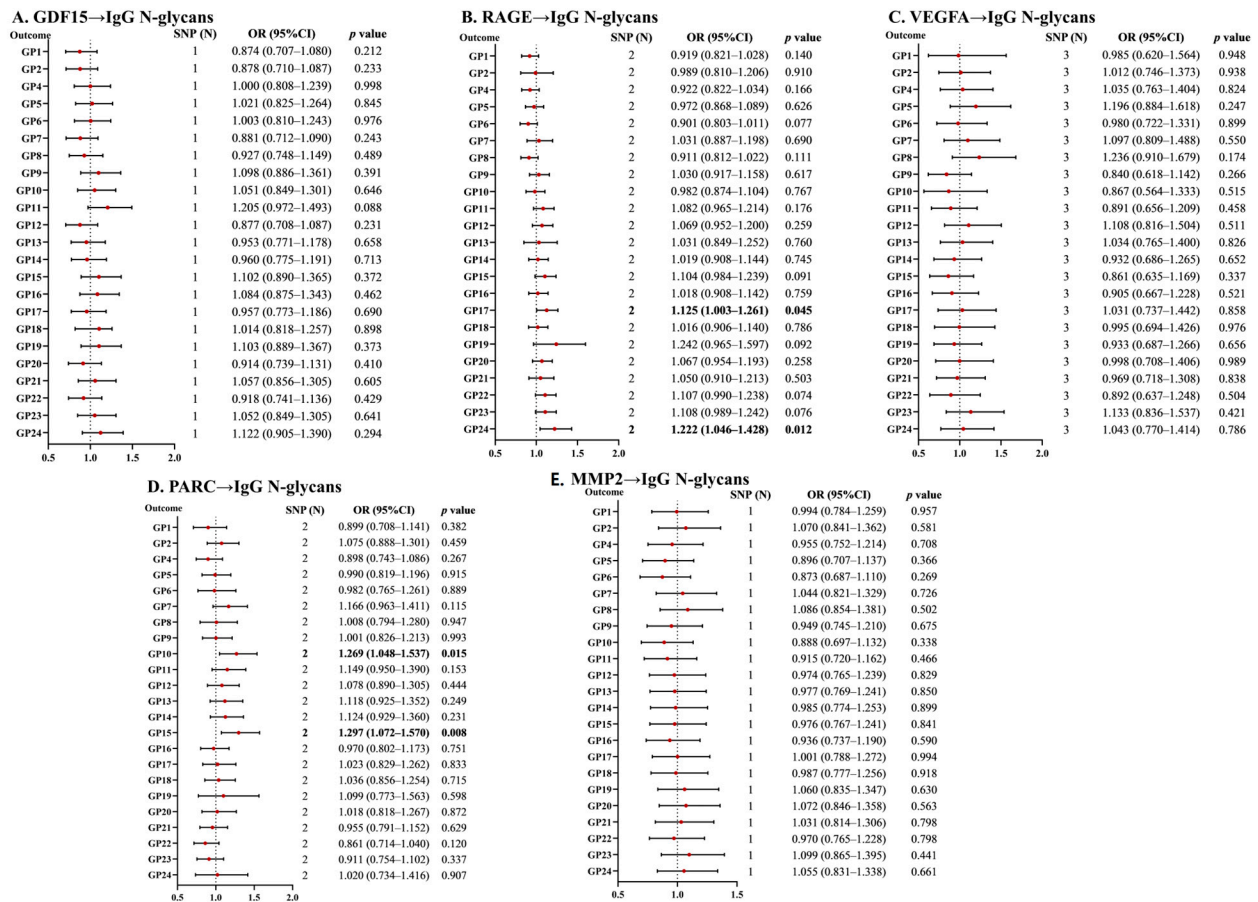 A. GDF15→IgG N-glycans
Outcome SNP (N) OR (95%CI) p value
GP1 1 0.874 (0.707–1.080) 0.212
GP2 1 0.878 (0.710–1.087) 0.233
GP4 1 1.000 (0.808–1.239) 0.998
GP5 1 1.021 (0.825–1.264) 0.845
GP6 1 1.003 (0.810–1.243) 0.976
GP7 1 0.881 (0.712–1.090) 0.243
GP8 1 0.927 (0.748–1.149) 0.489
GP9 1 1.098 (0.886–1.361) 0.391
GP10 1 1.051 (0.849–1.301) 0.646
GP11 1 1.205 (0.972–1.493) 0.088
GP12 1 0.877 (0.708–1.087) 0.231
GP13 1 0.953 (0.771–1.178) 0.658
GP14 1 0.960 (0.775–1.191) 0.713
GP15 1 1.102 (0.890–1.365) 0.372
GP16 1 1.084 (0.875–1.343) 0.462
GP17 1 0.957 (0.773–1.186) 0.690
GP18 1 1.014 (0.818–1.257) 0.898
GP19 1 1.103 (0.889–1.367) 0.373
GP20 1 0.914 (0.739–1.131) 0.410
GP21 1 1.057 (0.856–1.305) 0.605
GP22 1 0.918 (0.741–1.136) 0.429
GP23 1 1.052 (0.849–1.305) 0.641
GP24 1 1.122 (0.905–1.390) 0.294
0.5 1.0 1.5 2.0
B. RAGE→IgG N-glycans
Outcome SNP (N) OR (95%CI) p value
GP1 2 0.919 (0.821–1.028) 0.140
GP2 2 0.989 (0.810–1.206) 0.910
GP4 2 0.922 (0.822–1.034) 0.166
GP5 2 0.972 (0.868–1.089) 0.626
GP6 2 0.901 (0.803–1.011) 0.077
GP7 2 1.031 (0.887–1.198) 0.690
GP8 2 0.911 (0.812–1.022) 0.111
GP9 2 1.030 (0.917–1.158) 0.617
GP10 2 0.982 (0.874–1.104) 0.767
GP11 2 1.082 (0.965–1.214) 0.176
GP12 2 1.069 (0.952–1.200) 0.259
GP13 2 1.031 (0.849–1.252) 0.760
GP14 2 1.019 (0.908–1.144) 0.745
GP15 2 1.104 (0.984–1.239) 0.091
GP16 2 1.018 (0.908–1.142) 0.759
GP17 2 1.125 (1.003–1.261) 0.045
GP18 2 1.016 (0.906–1.140) 0.786
GP19 2 1.242 (0.965–1.597) 0.092
GP20 2 1.067 (0.954–1.193) 0.258
GP21 2 1.050 (0.910–1.213) 0.503
GP22 2 1.107 (0.990–1.238) 0.074
GP23 2 1.108 (0.989–1.242) 0.076
GP24 2 1.222 (1.046–1.428) 0.012
0.5 1.0 1.5 2.0
C. VEGFA→IgG N-glycans
Outcome SNP (N) OR (95%CI) p value
GP1 3 0.985 (0.620–1.564) 0.948
GP2 3 1.012 (0.746–1.373) 0.938
GP4 3 1.035 (0.763–1.404) 0.824
GP5 3 1.196 (0.884–1.618) 0.247
GP6 3 0.980 (0.722–1.331) 0.899
GP7 3 1.097 (0.809–1.488) 0.550
GP8 3 1.236 (0.910–1.679) 0.174
GP9 3 0.840 (0.618–1.142) 0.266
GP10 3 0.867 (0.564–1.333) 0.515
GP11 3 0.891 (0.656–1.209) 0.458
GP12 3 1.108 (0.816–1.504) 0.511
GP13 3 1.034 (0.765–1.400) 0.826
GP14 3 0.932 (0.686–1.265) 0.652
GP15 3 0.861 (0.635–1.169) 0.337
GP16 3 0.905 (0.667–1.228) 0.521
GP17 3 1.031 (0.737–1.442) 0.858
GP18 3 0.995 (0.694–1.426) 0.976
GP19 3 0.933 (0.687–1.266) 0.656
GP20 3 0.998 (0.708–1.406) 0.989
GP21 3 0.969 (0.718–1.308) 0.838
GP22 3 0.892 (0.637–1.248) 0.504
GP23 3 1.133 (0.836–1.537) 0.421
GP24 3 1.043 (0.770–1.414) 0.786
0.0 0.5 1.0 1.5 2.0
D. PARC→IgG N-glycans
Outcome SNP (N) OR (95%CI) p value
GP1 2 0.899 (0.708–1.141) 0.382
GP2 2 1.075 (0.888–1.301) 0.459
GP4 2 0.898 (0.743–1.086) 0.267
GP5 2 0.990 (0.819–1.196) 0.915
GP6 2 0.982 (0.765–1.261) 0.889
GP7 2 1.166 (0.963–1.411) 0.115
GP8 2 1.008 (0.794–1.280) 0.947
GP9 2 1.001 (0.826–1.213) 0.993
GP10 2 1.269 (1.048–1.537) 0.015
GP11 2 1.149 (0.950–1.390) 0.153
GP12 2 1.078 (0.890–1.305) 0.444
GP13 2 1.118 (0.925–1.352) 0.249
GP14 2 1.124 (0.929–1.360) 0.231
GP15 2 1.297 (1.072–1.570) 0.008
GP16 2 0.970 (0.802–1.173) 0.751
GP17 2 1.023 (0.829–1.262) 0.833
GP18 2 1.036 (0.856–1.254) 0.715
GP19 2 1.099 (0.773–1.563) 0.598
GP20 2 1.018 (0.818–1.267) 0.872
GP21 2 0.955 (0.791–1.152) 0.629
GP22 2 0.861 (0.714–1.040) 0.120
GP23 2 0.911 (0.754–1.102) 0.337
GP24 2 1.020 (0.734–1.416) 0.907
0.5 1.0 1.5 2.0
E. MMP2→IgG N-glycans
Outcome SNP (N) OR (95%CI) p value
GP1 1 0.994 (0.784–1.259) 0.957
GP2 1 1.070 (0.841–1.362) 0.581
GP4 1 0.955 (0.752–1.214) 0.708
GP5 1 0.896 (0.707–1.137) 0.366
GP6 1 0.873 (0.687–1.110) 0.269
GP7 1 1.044 (0.821–1.329) 0.726
GP8 1 1.086 (0.854–1.381) 0.502
GP9 1 0.949 (0.745–1.210) 0.675
GP10 1 0.888 (0.697–1.132) 0.338
GP11 1 0.915 (0.720–1.162) 0.466
GP12 1 0.974 (0.765–1.239) 0.829
GP13 1 0.977 (0.769–1.241) 0.850
GP14 1 0.985 (0.774–1.253) 0.899
GP15 1 0.976 (0.767–1.241) 0.841
GP16 1 0.936 (0.737–1.190) 0.590
GP17 1 1.001 (0.788–1.272) 0.994
GP18 1 0.987 (0.777–1.256) 0.918
GP19 1 1.060 (0.835–1.347) 0.630
GP20 1 1.072 (0.846–1.358) 0.563
GP21 1 1.031 (0.814–1.306) 0.798
GP22 1 0.970 (0.765–1.228) 0.798
GP23 1 1.099 (0.865–1.395) 0.441
GP24 1 1.055 (0.831–1.338) 0.661
0.5 1.0 1.5